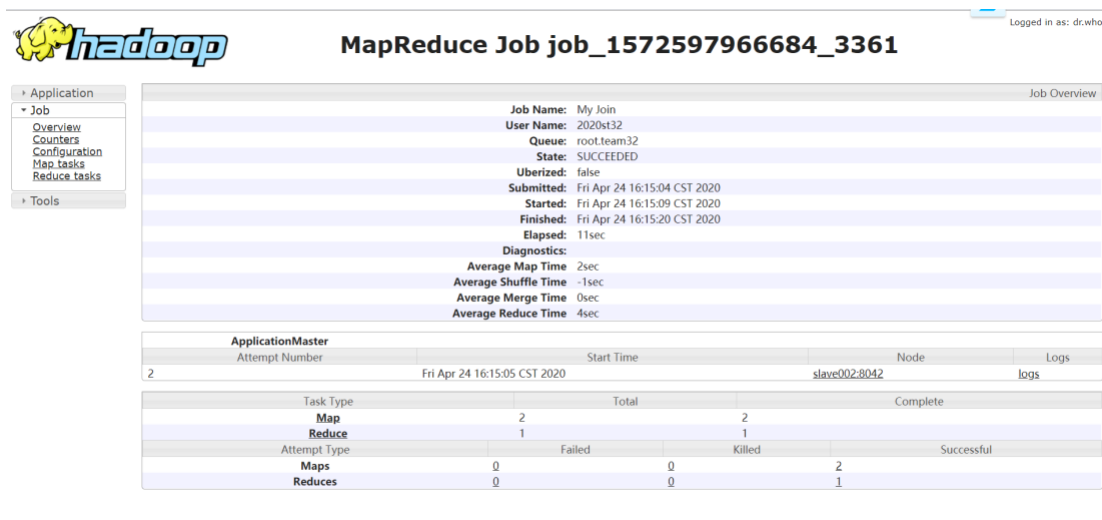 Logged in as: dr.who
hadoop
MapReduce Job job_1572597966684_3361
Application
Job
Overview
Counters
Configuration
Map tasks
Reduce tasks
Tools
Job Overview
Job Name: My Join
User Name: 2020st32
Queue: root.team32
State: SUCCEEDED
Uberized: false
Submitted: Fri Apr 24 16:15:04 CST 2020
Started: Fri Apr 24 16:15:09 CST 2020
Finished: Fri Apr 24 16:15:20 CST 2020
Elapsed: 11sec
Diagnostics:
Average Map Time 2sec
Average Shuffle Time -1sec
Average Merge Time 0sec
Average Reduce Time 4sec
ApplicationMaster
Attempt Number Start Time Node Logs
2 Fri Apr 24 16:15:05 CST 2020 slave002:8042 logs
Task Type Total Complete
Map 2 2
Reduce 1 1
Attempt Type Failed Killed Successful
Maps 0 0 2
Reduces 0 0 1